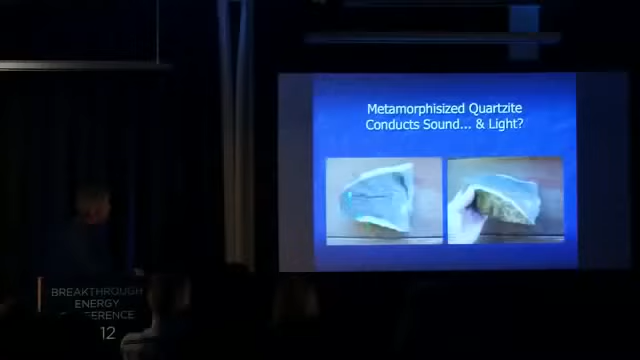 Metamorphisized Quartzite
Conducts Sound... & Light?
BREAKTHROUGH
ENERGY
12